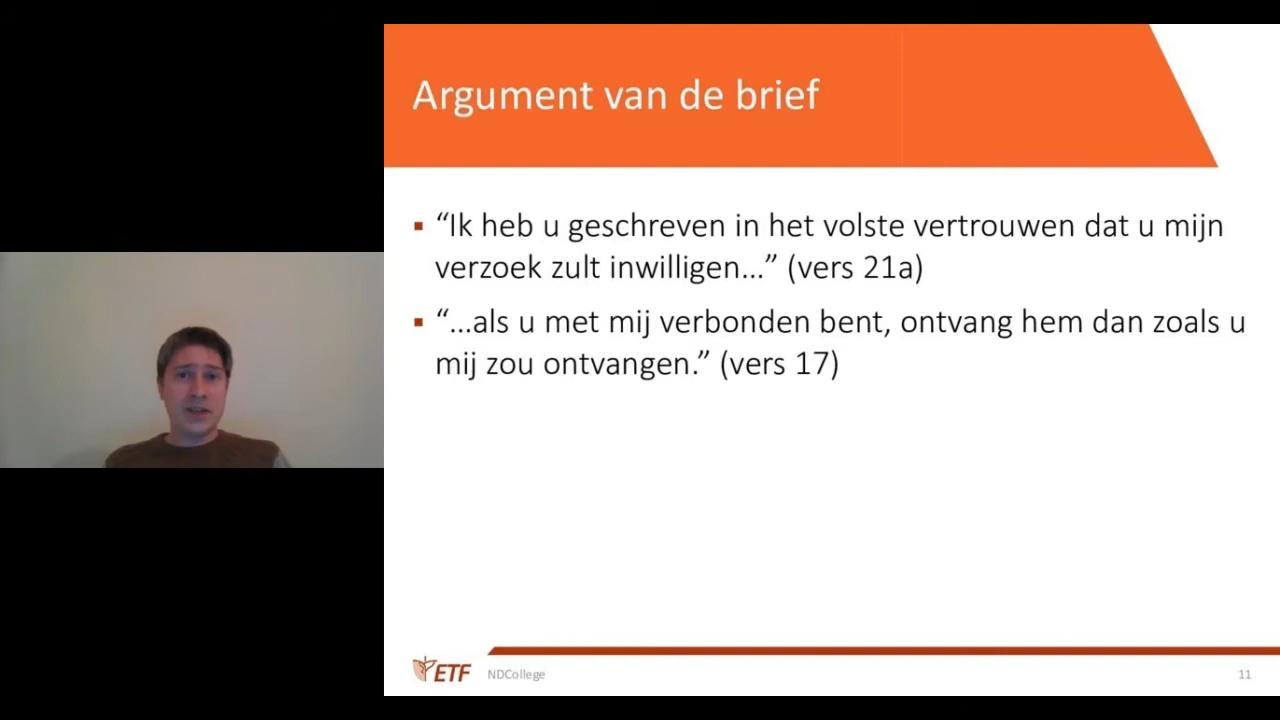 Argument van de brief
▪ “Ik heb u geschreven in het volste vertrouwen dat u mijn
verzoek zult inwilligen…” (vers 21a)
▪ “…als u met mij verbonden bent, ontvang hem dan zoals u
mij zou ontvangen.” (vers 17)
ETF NDCollege 11